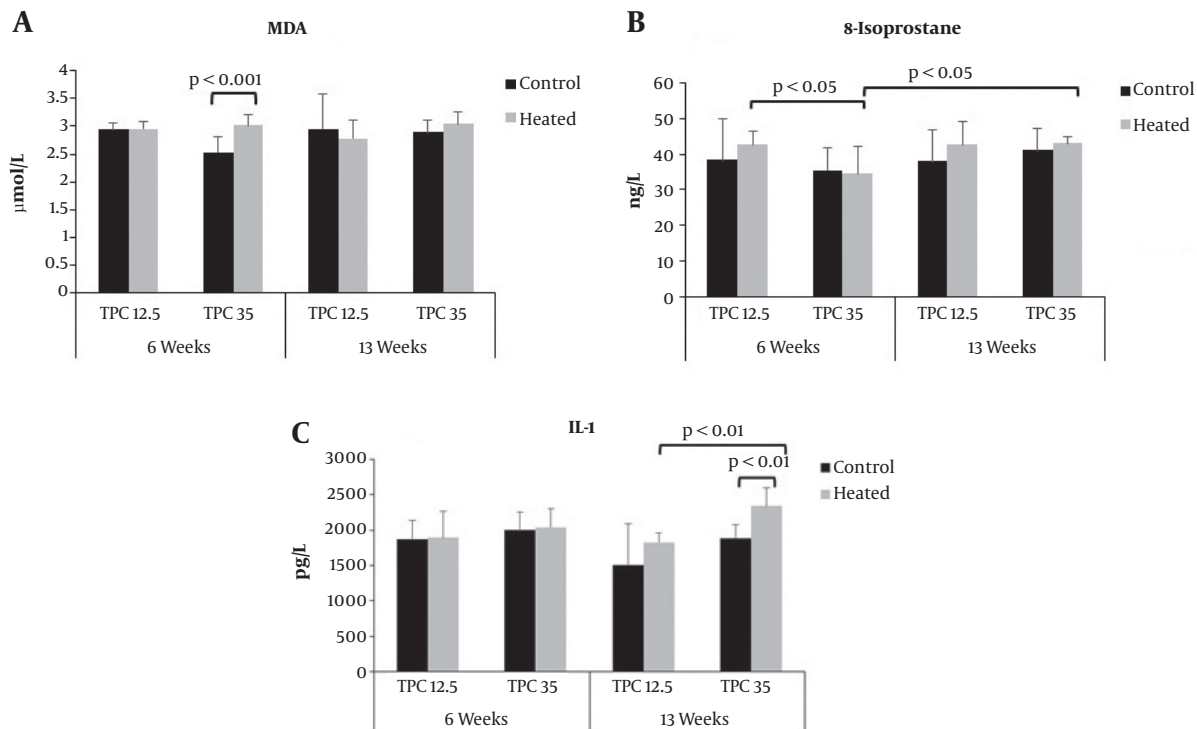 A
MDA
4
3.5
3
2.5
2
1.5
1
0.5
0
μmol/L
p < 0.001
Control
Heated
TPC 12.5 TPC 35 TPC 12.5 TPC 35
6 Weeks 13 Weeks
B
8-Isoprostane
60
50
40
30
20
10
0
ng/L
p < 0.05
p < 0.05
Control
Heated
TPC 12.5 TPC 35 TPC 12.5 TPC 35
6 Weeks 13 Weeks
C
IL-1
3000
2500
2000
1500
1000
500
0
pg/L
p < 0.01
p < 0.01
Control
Heated
TPC 12.5 TPC 35 TPC 12.5 TPC 35
6 Weeks 13 Weeks